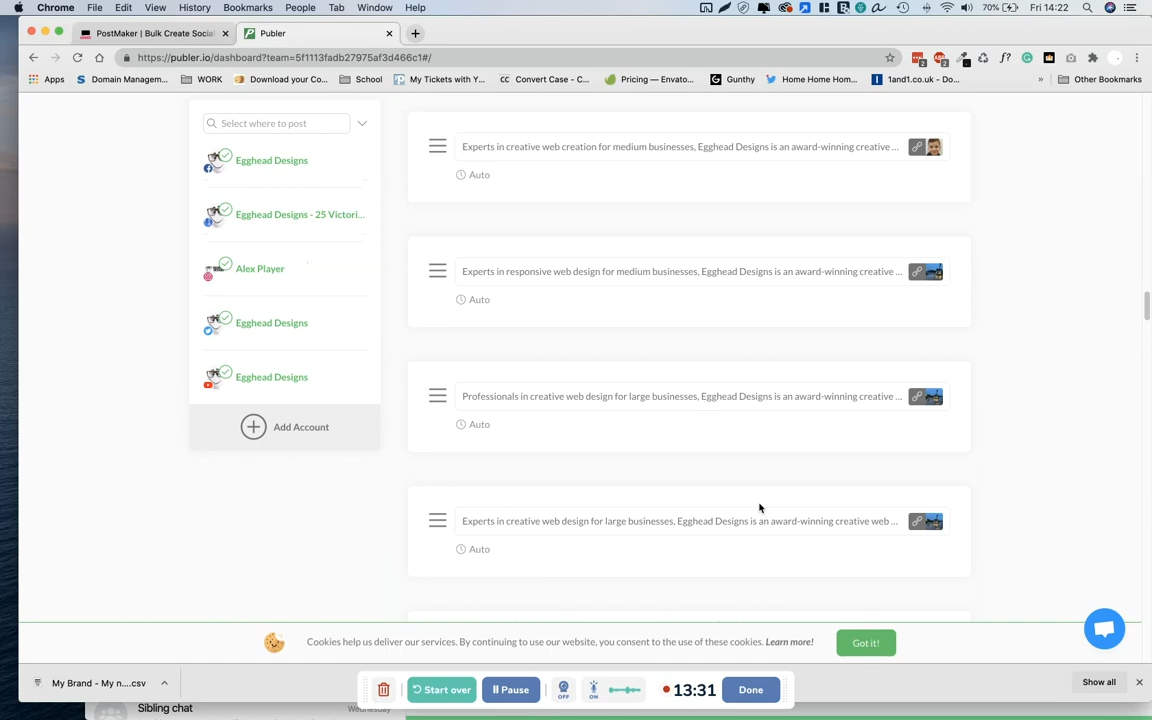 Chrome File Edit View History Bookmarks People Tab Window Help 70% Fri 14:22
PostMaker | Bulk Create Social Publer
https://publer.io/dashboard?team=5f1113fadb27975af3d466c1#/
Apps Domain Managem... WORK Download your Co... School My Tickets with Y... CC Convert Case - C... Pricing — Envato... Gunthy Home Home Hom... 1and1.co.uk - Do... » Other Bookmarks
Select where to post
Egghead Designs
Egghead Designs - 25 Victori...
Alex Player
Egghead Designs
Egghead Designs
Add Account
Experts in creative web creation for medium businesses, Egghead Designs is an award-winning creative ...
Auto
Experts in responsive web design for medium businesses, Egghead Designs is an award-winning creative ...
Auto
Professionals in creative web design for large businesses, Egghead Designs is an award-winning creative ...
Auto
Experts in creative web design for large businesses, Egghead Designs is an award-winning creative web ...
Auto
Cookies help us deliver our services. By continuing to use our website, you consent to the use of these cookies. Learn more!
Got it!
My Brand - My n....csv
Start over Pause OFF ON 13:31 Done
Show all
Sibling chat
Wednesday